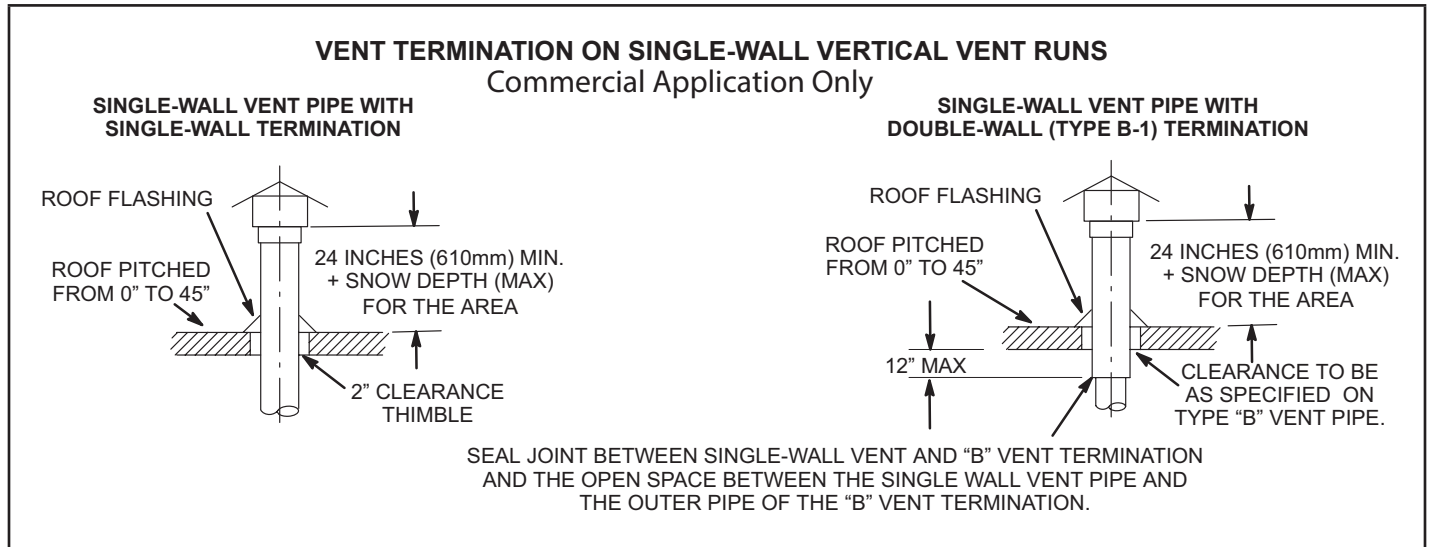 VENT TERMINATION ON SINGLE-WALL VERTICAL VENT RUNS
Commercial Application Only
SINGLE-WALL VENT PIPE WITH
SINGLE-WALL TERMINATION
ROOF FLASHING
ROOF PITCHED
FROM 0” TO 45”
24 INCHES (610mm) MIN.
+ SNOW DEPTH (MAX)
FOR THE AREA
2” CLEARANCE
THIMBLE
SINGLE-WALL VENT PIPE WITH
DOUBLE-WALL (TYPE B-1) TERMINATION
ROOF FLASHING
ROOF PITCHED
FROM 0” TO 45”
24 INCHES (610mm) MIN.
+ SNOW DEPTH (MAX)
FOR THE AREA
12” MAX
CLEARANCE TO BE
AS SPECIFIED ON
TYPE “B” VENT PIPE.
SEAL JOINT BETWEEN SINGLE-WALL VENT AND “B” VENT TERMINATION
AND THE OPEN SPACE BETWEEN THE SINGLE WALL VENT PIPE AND
THE OUTER PIPE OF THE “B” VENT TERMINATION.